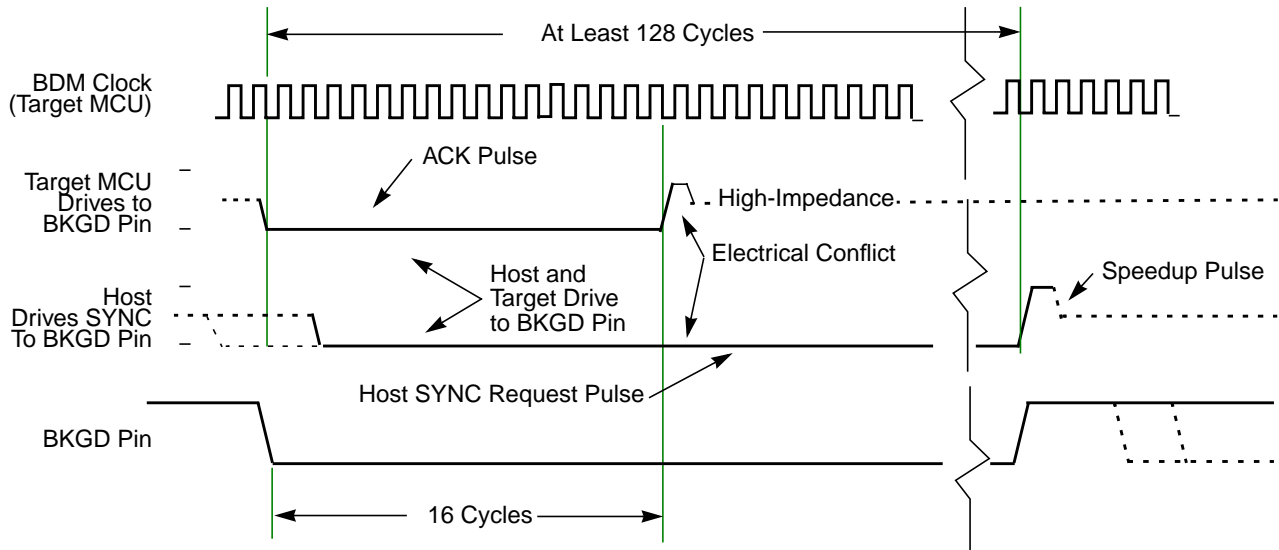 At Least 128 Cycles
BDM Clock
(Target MCU)
ACK Pulse
Target MCU
Drives to
BKGD Pin
High-Impedance
Electrical Conflict
Host and
Target Drive
to BKGD Pin
Speedup Pulse
Host
Drives SYNC
To BKGD Pin
Host SYNC Request Pulse
BKGD Pin
16 Cycles